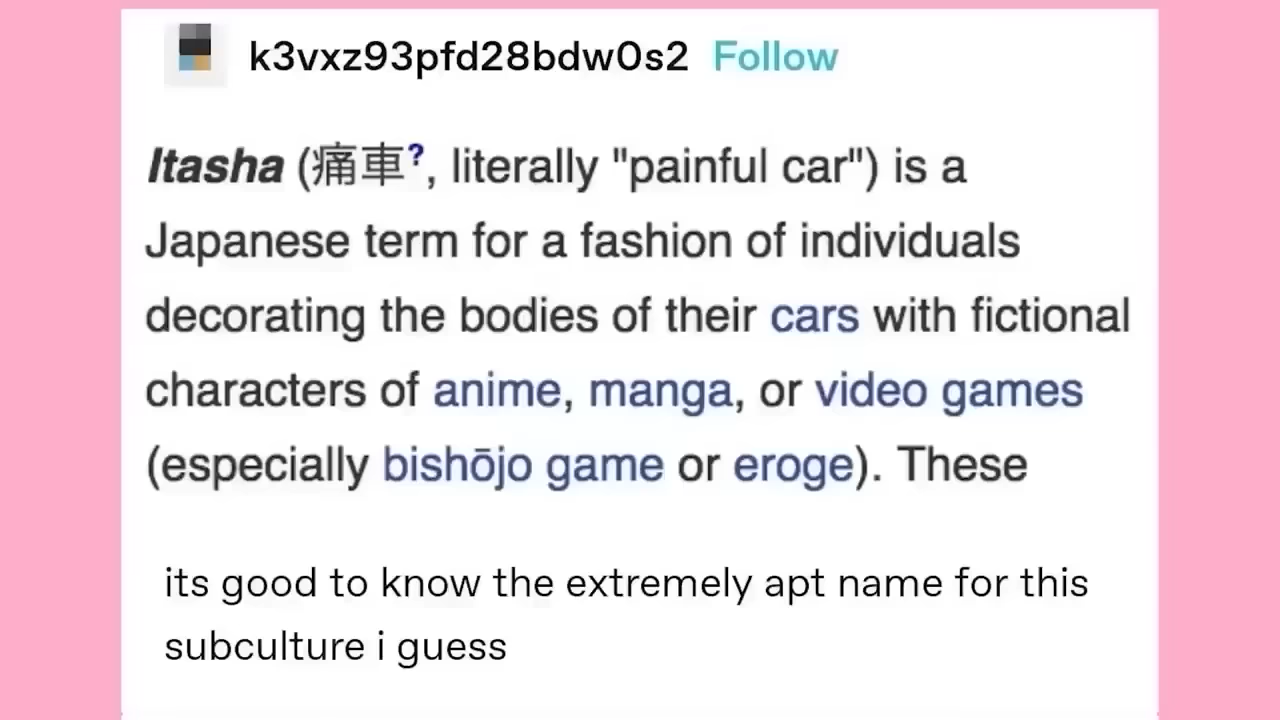 k3vxz93pfd28bdw0s2 Follow
Itasha (痛車?, literally "painful car") is a
Japanese term for a fashion of individuals
decorating the bodies of their cars with fictional
characters of anime, manga, or video games
(especially bishōjo game or eroge). These
its good to know the extremely apt name for this
subculture i guess